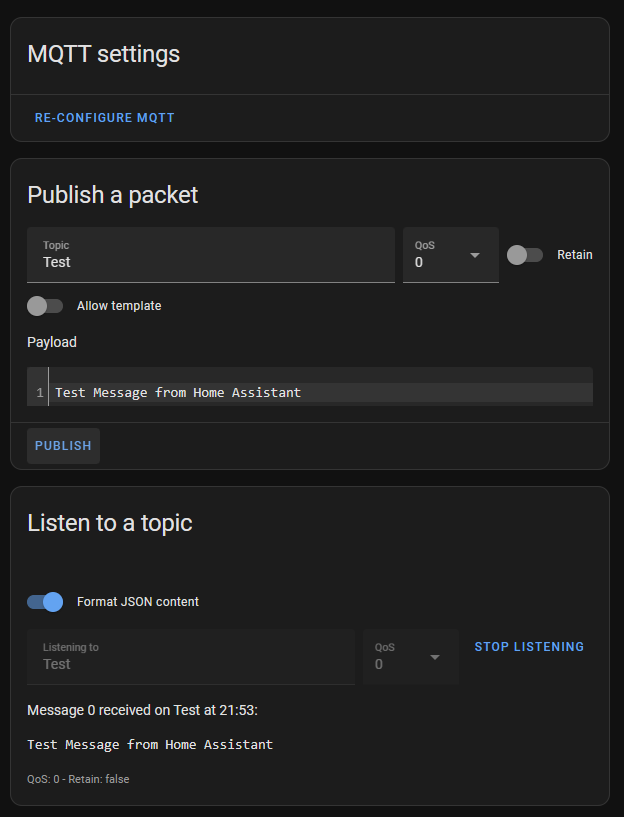 MQTT settings
RE-CONFIGURE MQTT
Publish a packet
Topic
Test
QoS
0
Retain
Allow template
Payload
1 Test Message from Home Assistant
PUBLISH
Listen to a topic
Format JSON content
Listening to
Test
QoS
0
STOP LISTENING
Message 0 received on Test at 21:53:
Test Message from Home Assistant
QoS: 0 - Retain: false